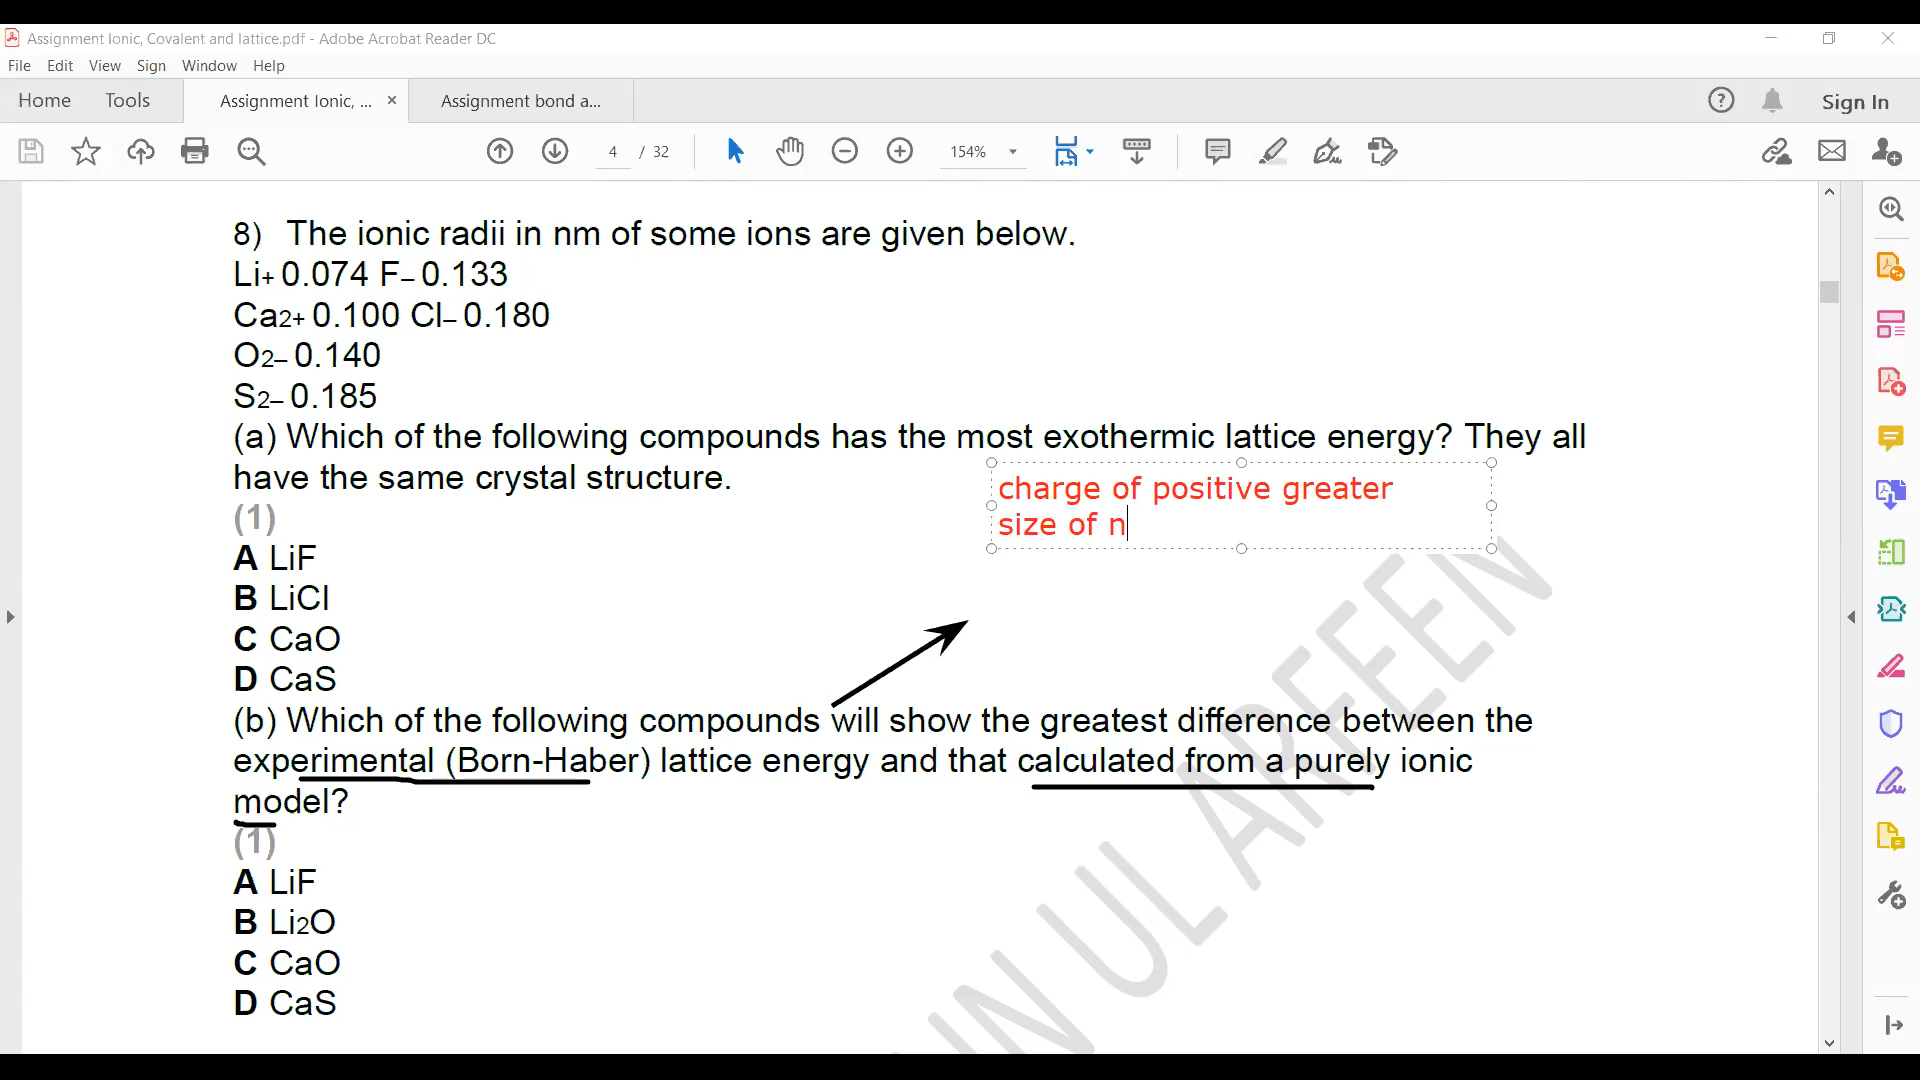 Assignment Ionic, Covalent and lattice.pdf - Adobe Acrobat Reader DC
File Edit View Sign Window Help
Home Tools Assignment Ionic, ... × Assignment bond a... Sign In
4 / 32 154%
8) The ionic radii in nm of some ions are given below.
Li+ 0.074 F– 0.133
Ca2+ 0.100 Cl– 0.180
O2– 0.140
S2– 0.185
(a) Which of the following compounds has the most exothermic lattice energy? They all
have the same crystal structure.
charge of positive greater
size of n
(1)
A LiF
B LiCl
C CaO
D CaS
(b) Which of the following compounds will show the greatest difference between the
experimental (Born-Haber) lattice energy and that calculated from a purely ionic
model?
(1)
A LiF
B Li2O
C CaO
D CaS
IN UL ARFEEN